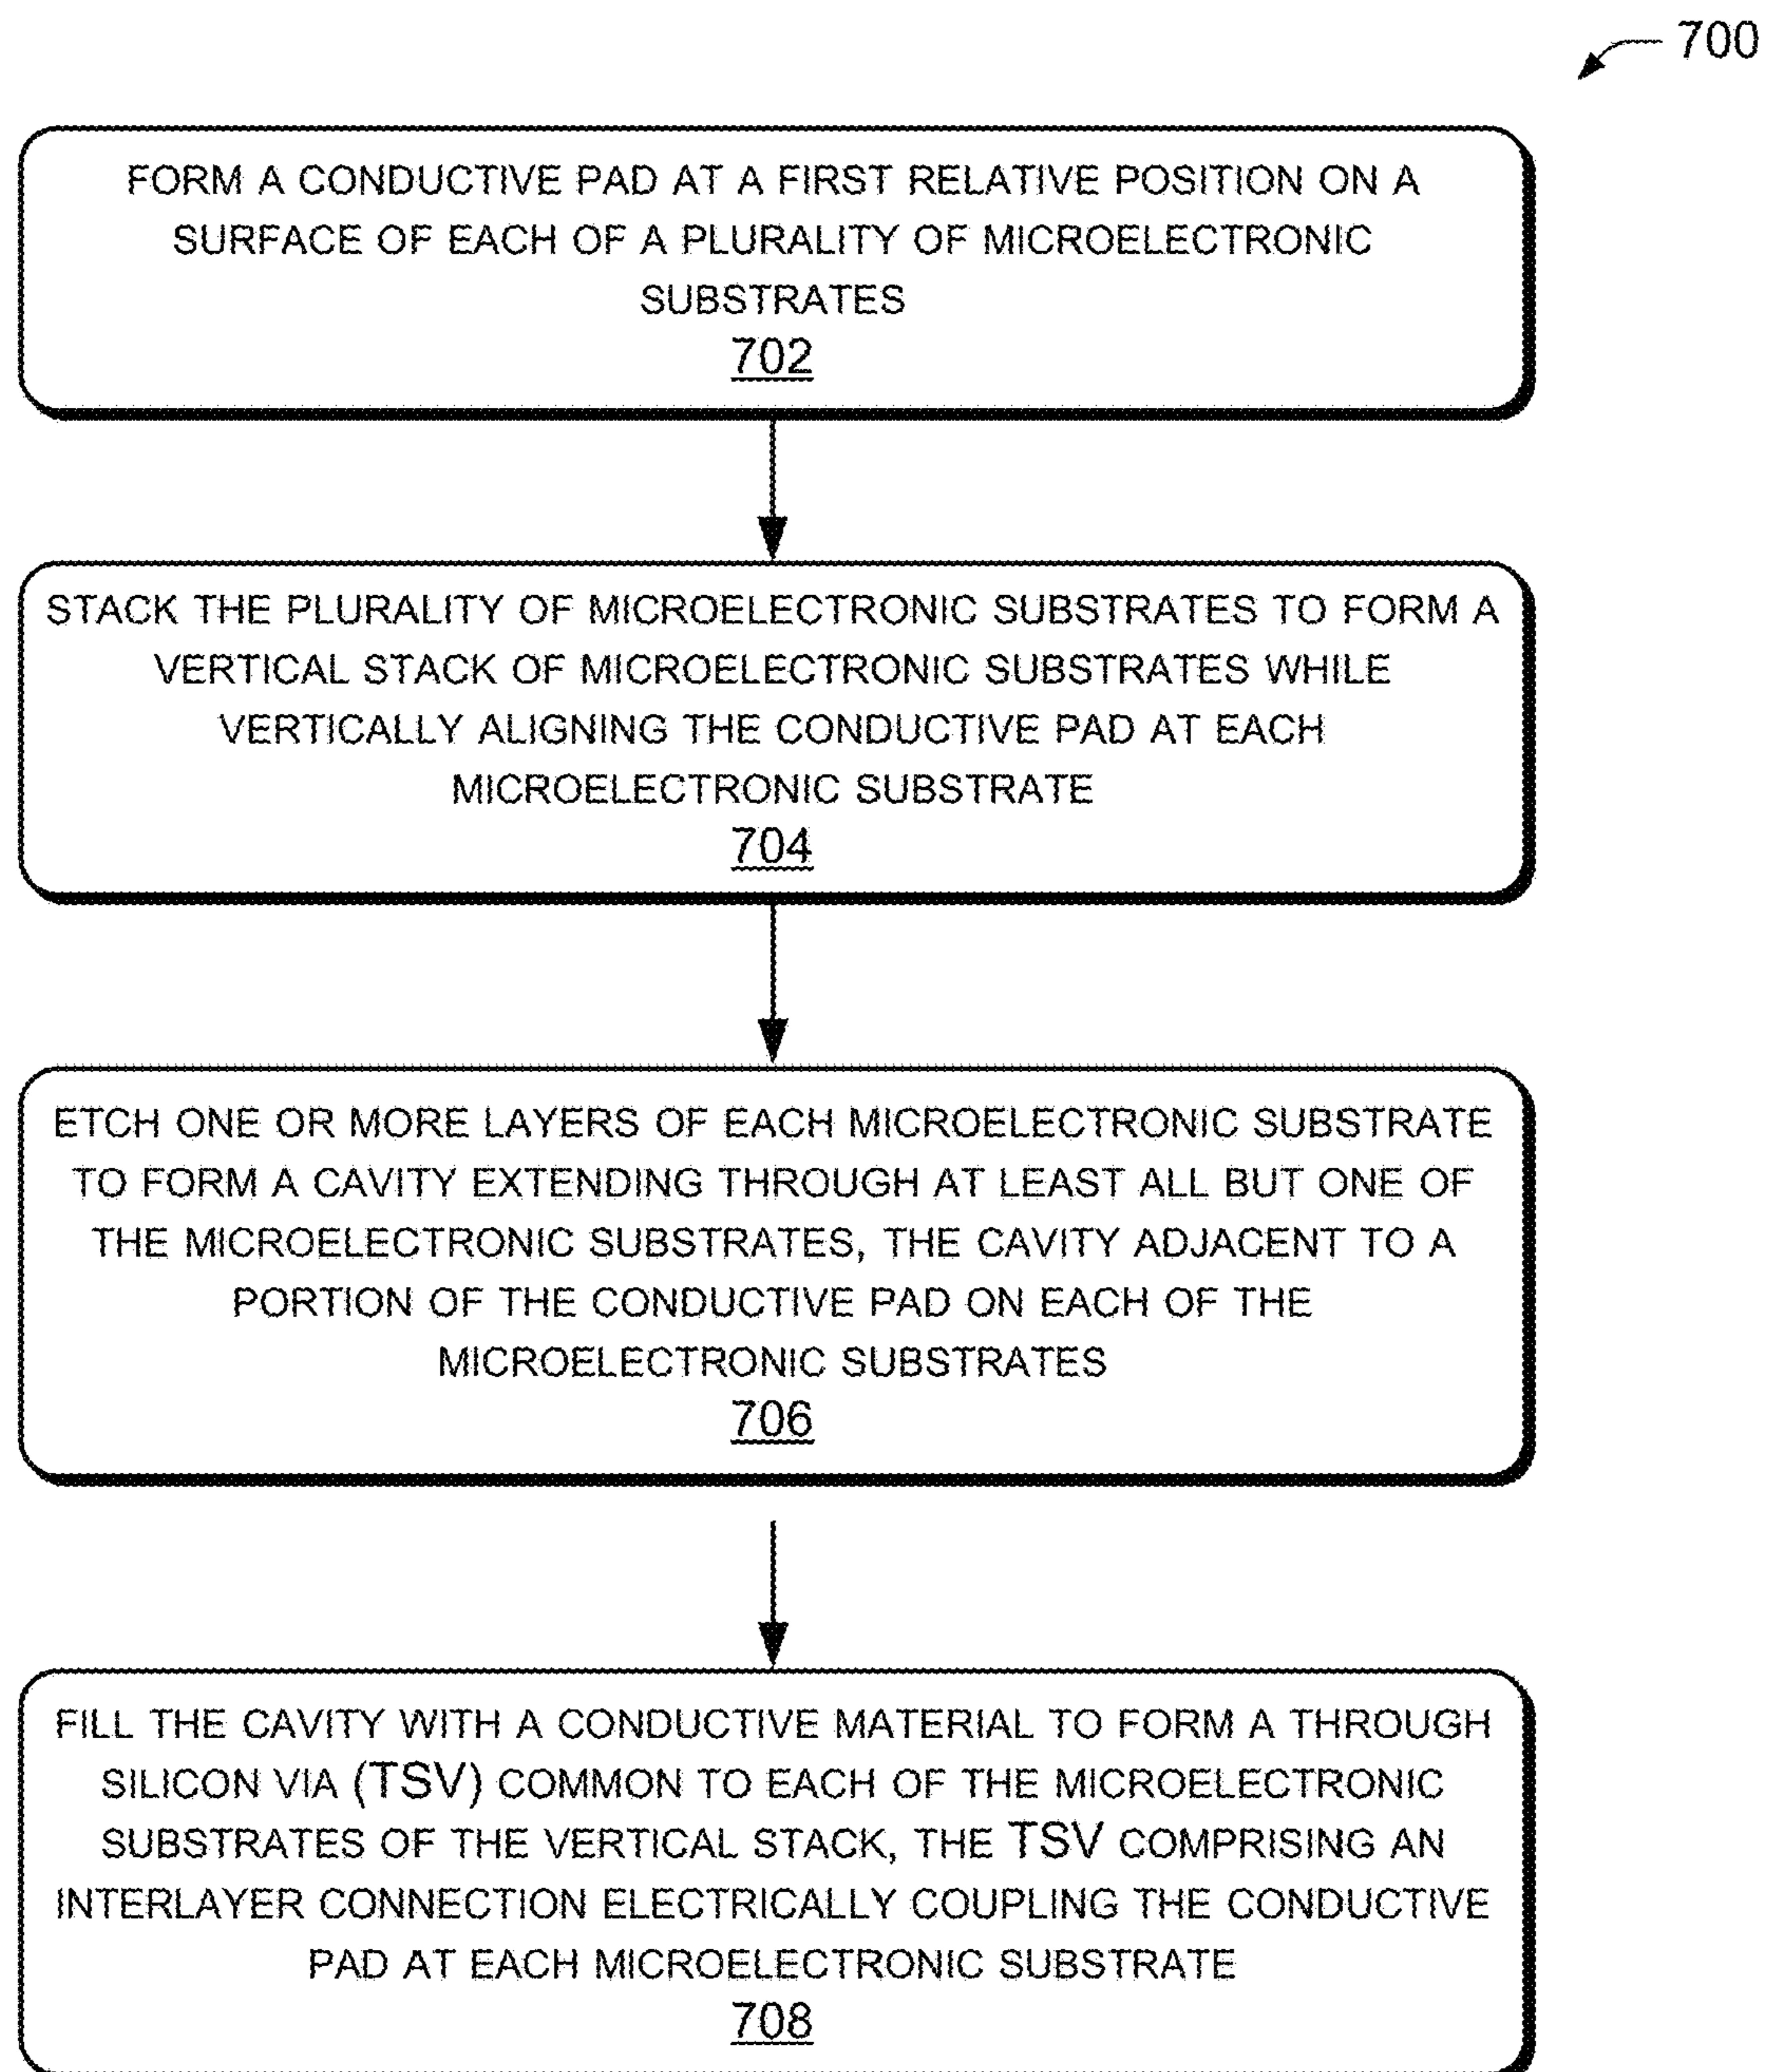 700
FORM A CONDUCTIVE PAD AT A FIRST RELATIVE POSITION ON A
SURFACE OF EACH OF A PLURALITY OF MICROELECTRONIC
SUBSTRATES
702
STACK THE PLURALITY OF MICROELECTRONIC SUBSTRATES TO FORM A
VERTICAL STACK OF MICROELECTRONIC SUBSTRATES WHILE
VERTICALLY ALIGNING THE CONDUCTIVE PAD AT EACH
MICROELECTRONIC SUBSTRATE
704
ETCH ONE OR MORE LAYERS OF EACH MICROELECTRONIC SUBSTRATE
TO FORM A CAVITY EXTENDING THROUGH AT LEAST ALL BUT ONE OF
THE MICROELECTRONIC SUBSTRATES, THE CAVITY ADJACENT TO A
PORTION OF THE CONDUCTIVE PAD ON EACH OF THE
MICROELECTRONIC SUBSTRATES
706
FILL THE CAVITY WITH A CONDUCTIVE MATERIAL TO FORM A THROUGH
SILICON VIA (TSV) COMMON TO EACH OF THE MICROELECTRONIC
SUBSTRATES OF THE VERTICAL STACK, THE TSV COMPRISING AN
INTERLAYER CONNECTION ELECTRICALLY COUPLING THE CONDUCTIVE
PAD AT EACH MICROELECTRONIC SUBSTRATE
708